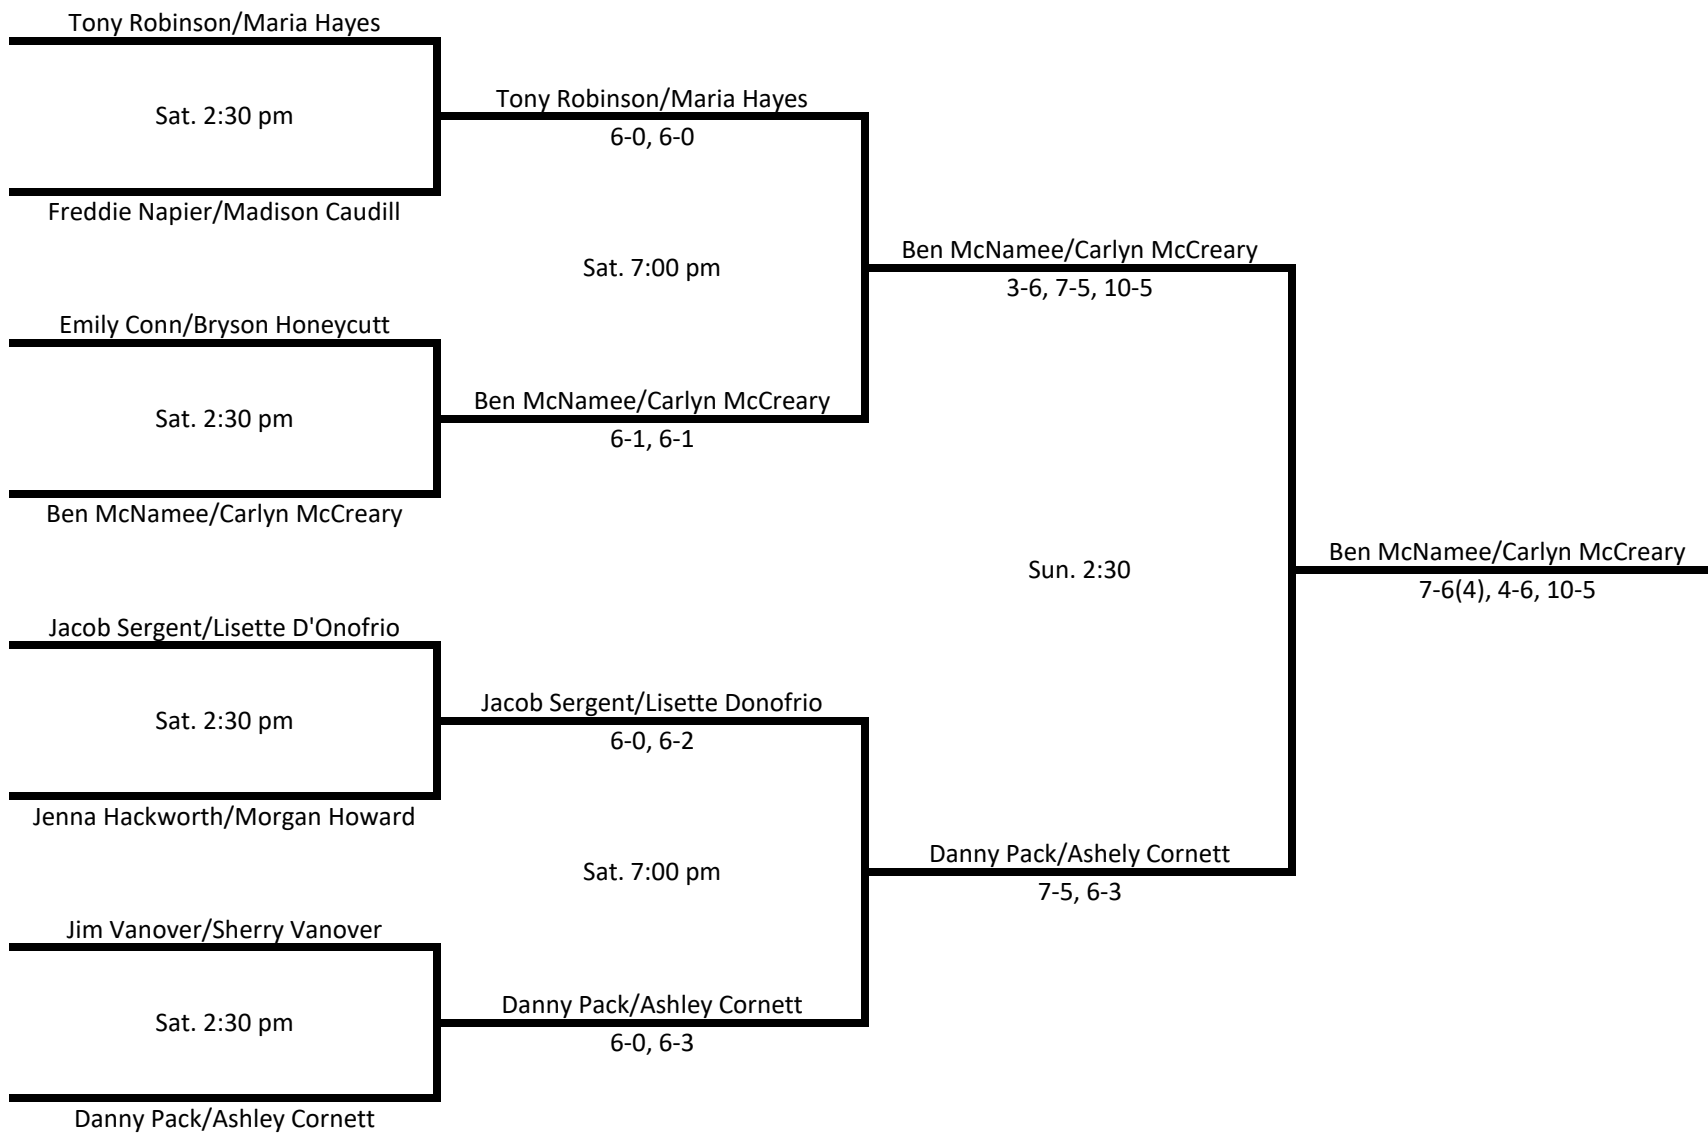 Tony Robinson/Maria Hayes
Sat. 2:30 pm
Freddie Napier/Madison Caudill
Emily Conn/Bryson Honeycutt
Sat. 2:30 pm
Ben McNamee/Carlyn McCreary
Jacob Sergent/Lisette D'Onofrio
Sat. 2:30 pm
Jenna Hackworth/Morgan Howard
Jim Vanover/Sherry Vanover
Sat. 2:30 pm
Danny Pack/Ashley Cornett
Tony Robinson/Maria Hayes
6-0, 6-0
Sat. 7:00 pm
Ben McNamee/Carlyn McCreary
6-1, 6-1
Jacob Sergent/Lisette Donofrio
6-0, 6-2
Sat. 7:00 pm
Danny Pack/Ashley Cornett
6-0, 6-3
Ben McNamee/Carlyn McCreary
3-6, 7-5, 10-5
Sun. 2:30
Danny Pack/Ashely Cornett
7-5, 6-3
Ben McNamee/Carlyn McCreary
7-6(4), 4-6, 10-5